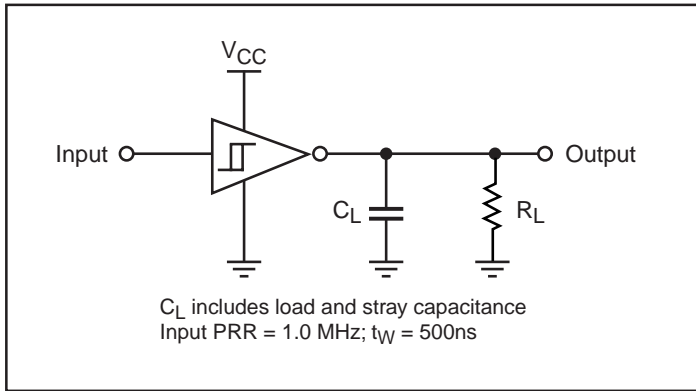 VCC
Input
Output
CL
RL
CL includes load and stray capacitance
Input PRR = 1.0 MHz; tW = 500ns